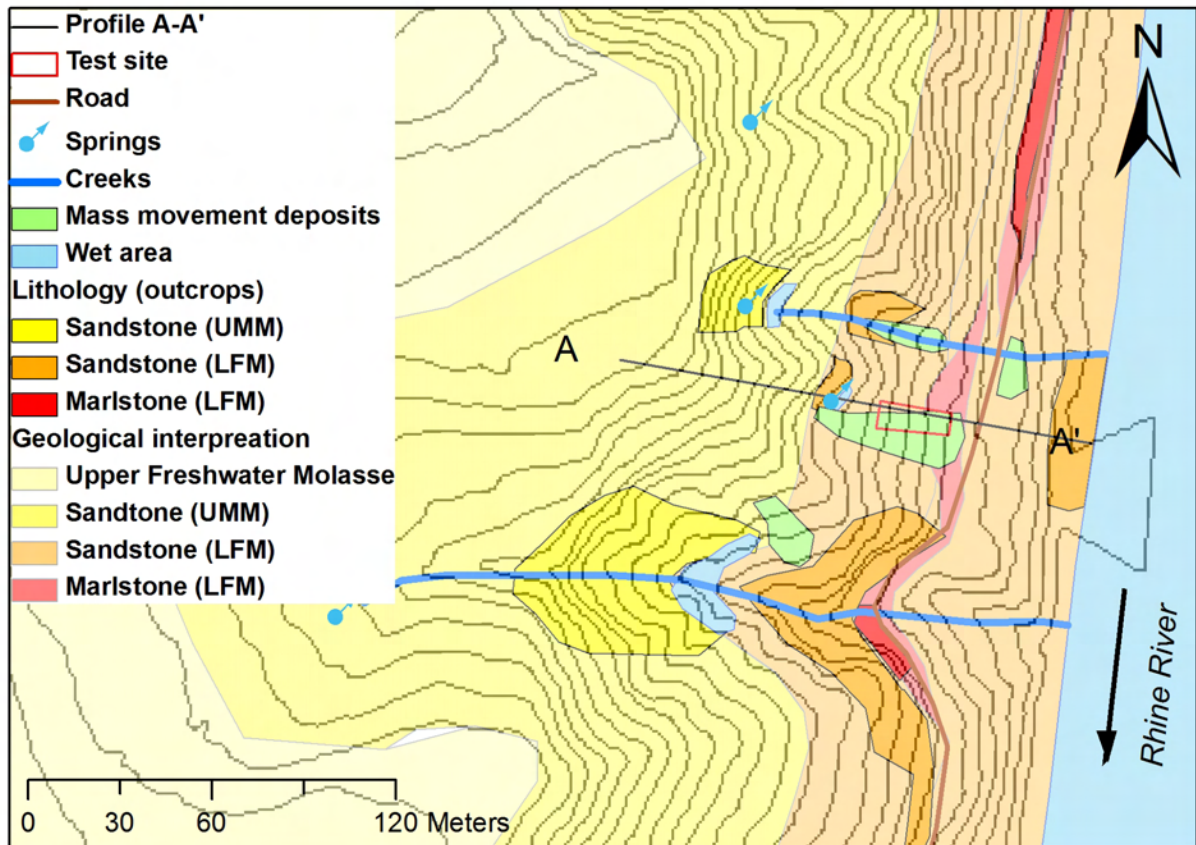 Profile A-A'
Test site
Road
Springs
Creeks
Mass movement deposits
Wet area
Lithology (outcrops)
Sandstone (UMM)
Sandstone (LFM)
Marlstone (LFM)
Geological interpreation
Upper Freshwater Molasse
Sandtone (UMM)
Sandstone (LFM)
Marlstone (LFM)
0 30 60 120 Meters
N
A
A'
Rhine River